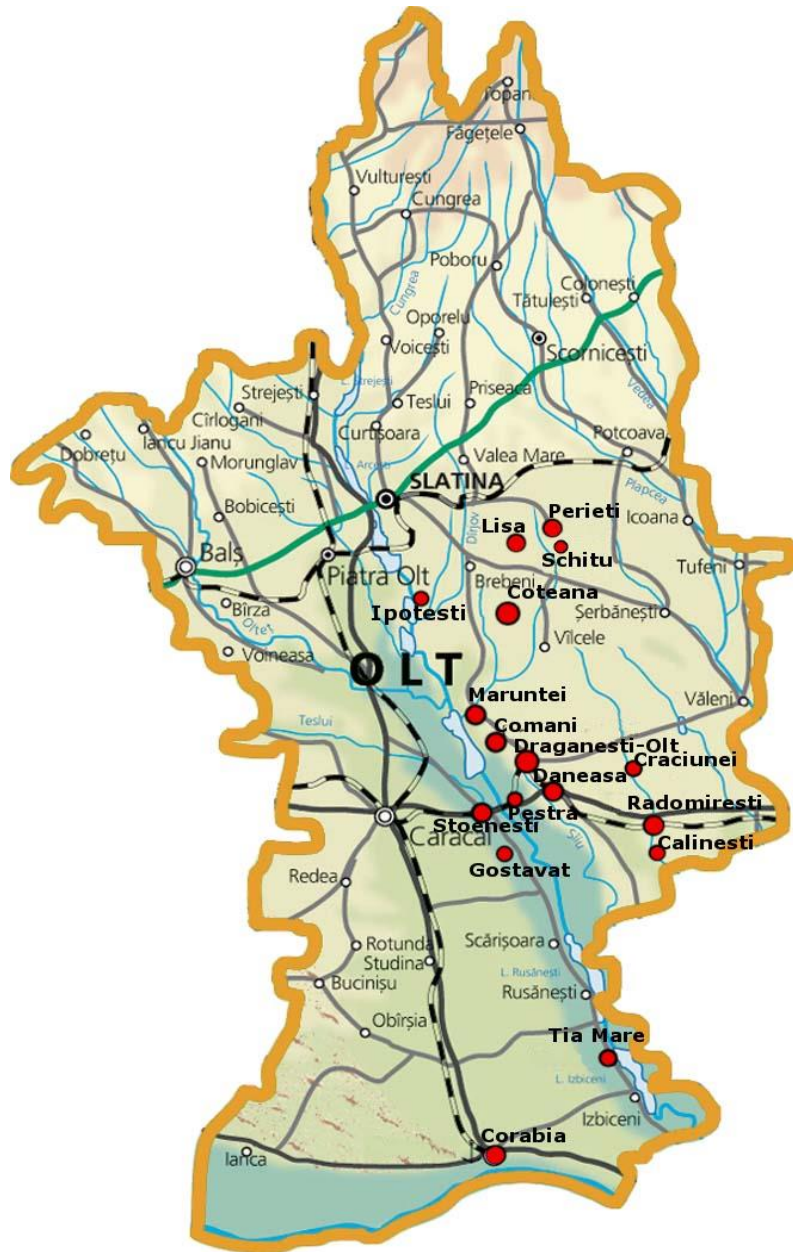 Topan
Făgețele
Vulturești
Cungrea
Poboru
Colonești
Tătulești
Cungrea
Oporelu
Voicești
Scornicești
L. Strejești
Vedea
Strejești
Teslui
Priseaca
Cîrlogani
Curtișoara
Iancu Jianu
Potcoava
Dobrețu
Morunglav
L. Arcești
Valea Mare
SLATINA
Plapcea
Bobicești
Perieti
Icoana
Lisa
Dîrjov
Schitu
Balș
Piatra Olt
Brebeni
Tufeni
Coteana
Bîrza
Ipotesti
Șerbănești
Olteț
Vîlcele
Voineasa
OLT
Maruntei
Văleni
Teslui
Comani
Draganesti-Olt
Craciunei
Daneasa
Pestra
Radomiresti
Stoenesti
Caracal
Sîiu
Calinesti
Gostavat
Redea
Rotunda
Scărișoara
Studina
L. Rusănești
Bucinișu
Rusănești
Obîrșia
Tia Mare
L. Izbiceni
Izbiceni
Corabia
Ianca